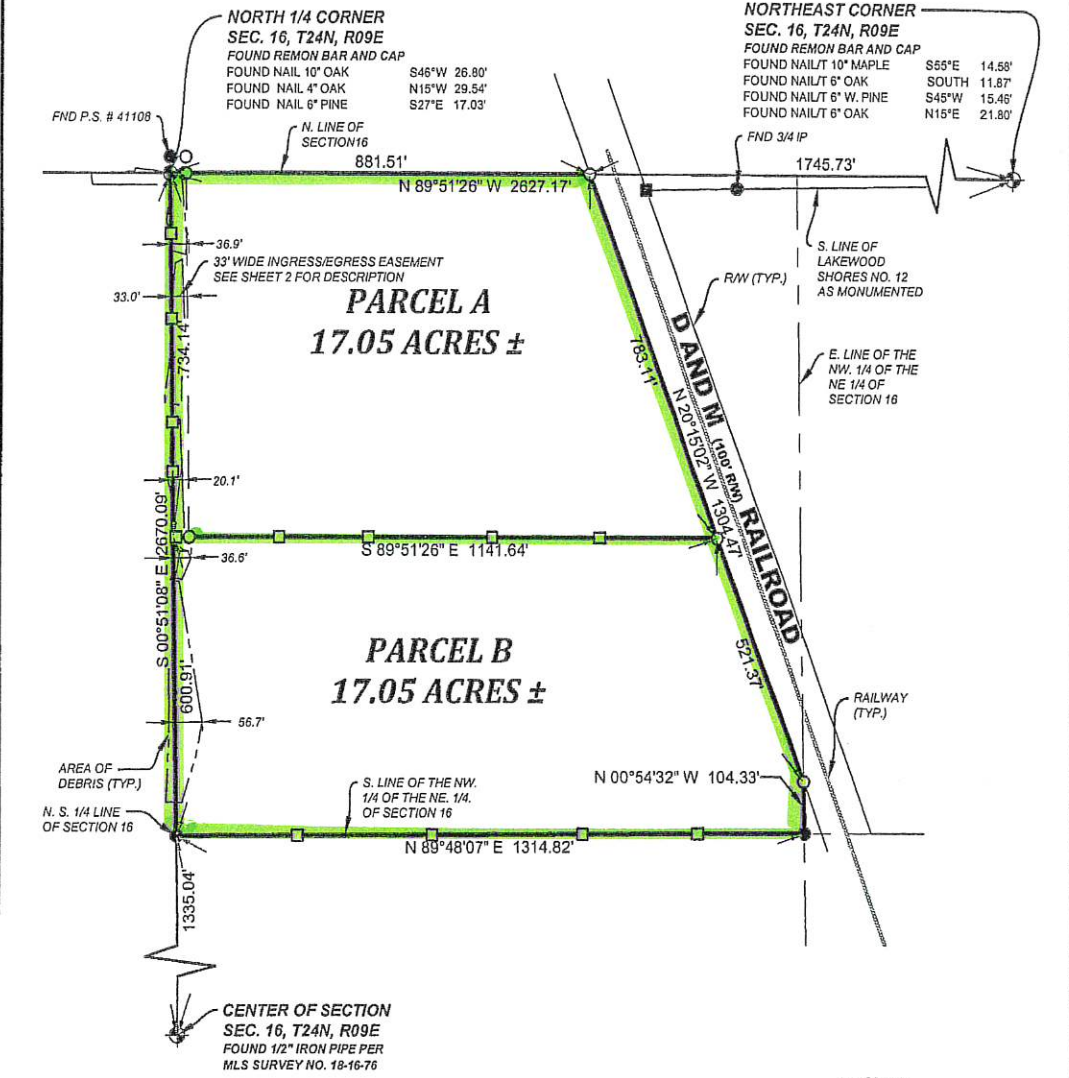 NORTH 1/4 CORNER
SEC. 16, T24N, R09E
FOUND REMON BAR AND CAP
FOUND NAIL 10" OAK S46°W 26.80'
FOUND NAIL 4" OAK N15°W 29.54'
FOUND NAIL 6" PINE S27°E 17.03'
NORTHEAST CORNER
SEC. 16, T24N, R09E
FOUND REMON BAR AND CAP
FOUND NAIL/T 10" MAPLE S55°E 14.58'
FOUND NAIL/T 6" OAK SOUTH 11.87'
FOUND NAIL/T 6" W. PINE S45°W 15.46'
FOUND NAIL/T 6" OAK N15°E 21.80'
FND P.S. # 41108
N. LINE OF
SECTION16
FND 3/4 IP
881.51'
1745.73'
N 89°51'26" W 2627.17'
36.9'
33' WIDE INGRESS/EGRESS EASEMENT
SEE SHEET 2 FOR DESCRIPTION
33.0'
S. LINE OF
LAKEWOOD
SHORES NO. 12
AS MONUMENTED
R/W (TYP.)
PARCEL A
17.05 ACRES ±
734.14'
783.11'
D AND M (100' R/W) RAILROAD
N 20°15'02" W 1304.47'
E. LINE OF THE
NW. 1/4 OF THE
NE 1/4 OF
SECTION 16
20.1'
S 00°51'08" E 2670.09'
S 89°51'26" E 1141.64'
36.6'
PARCEL B
17.05 ACRES ±
600.91'
521.37'
56.7'
RAILWAY
(TYP.)
AREA OF
DEBRIS (TYP.)
N 00°54'32" W 104.33'
S. LINE OF THE NW.
1/4 OF THE NE. 1/4.
OF SECTION 16
N. S. 1/4 LINE
OF SECTION 16
N 89°48'07" E 1314.82'
1335.04'
CENTER OF SECTION
SEC. 16, T24N, R09E
FOUND 1/2" IRON PIPE PER
MLS SURVEY NO. 18-16-76